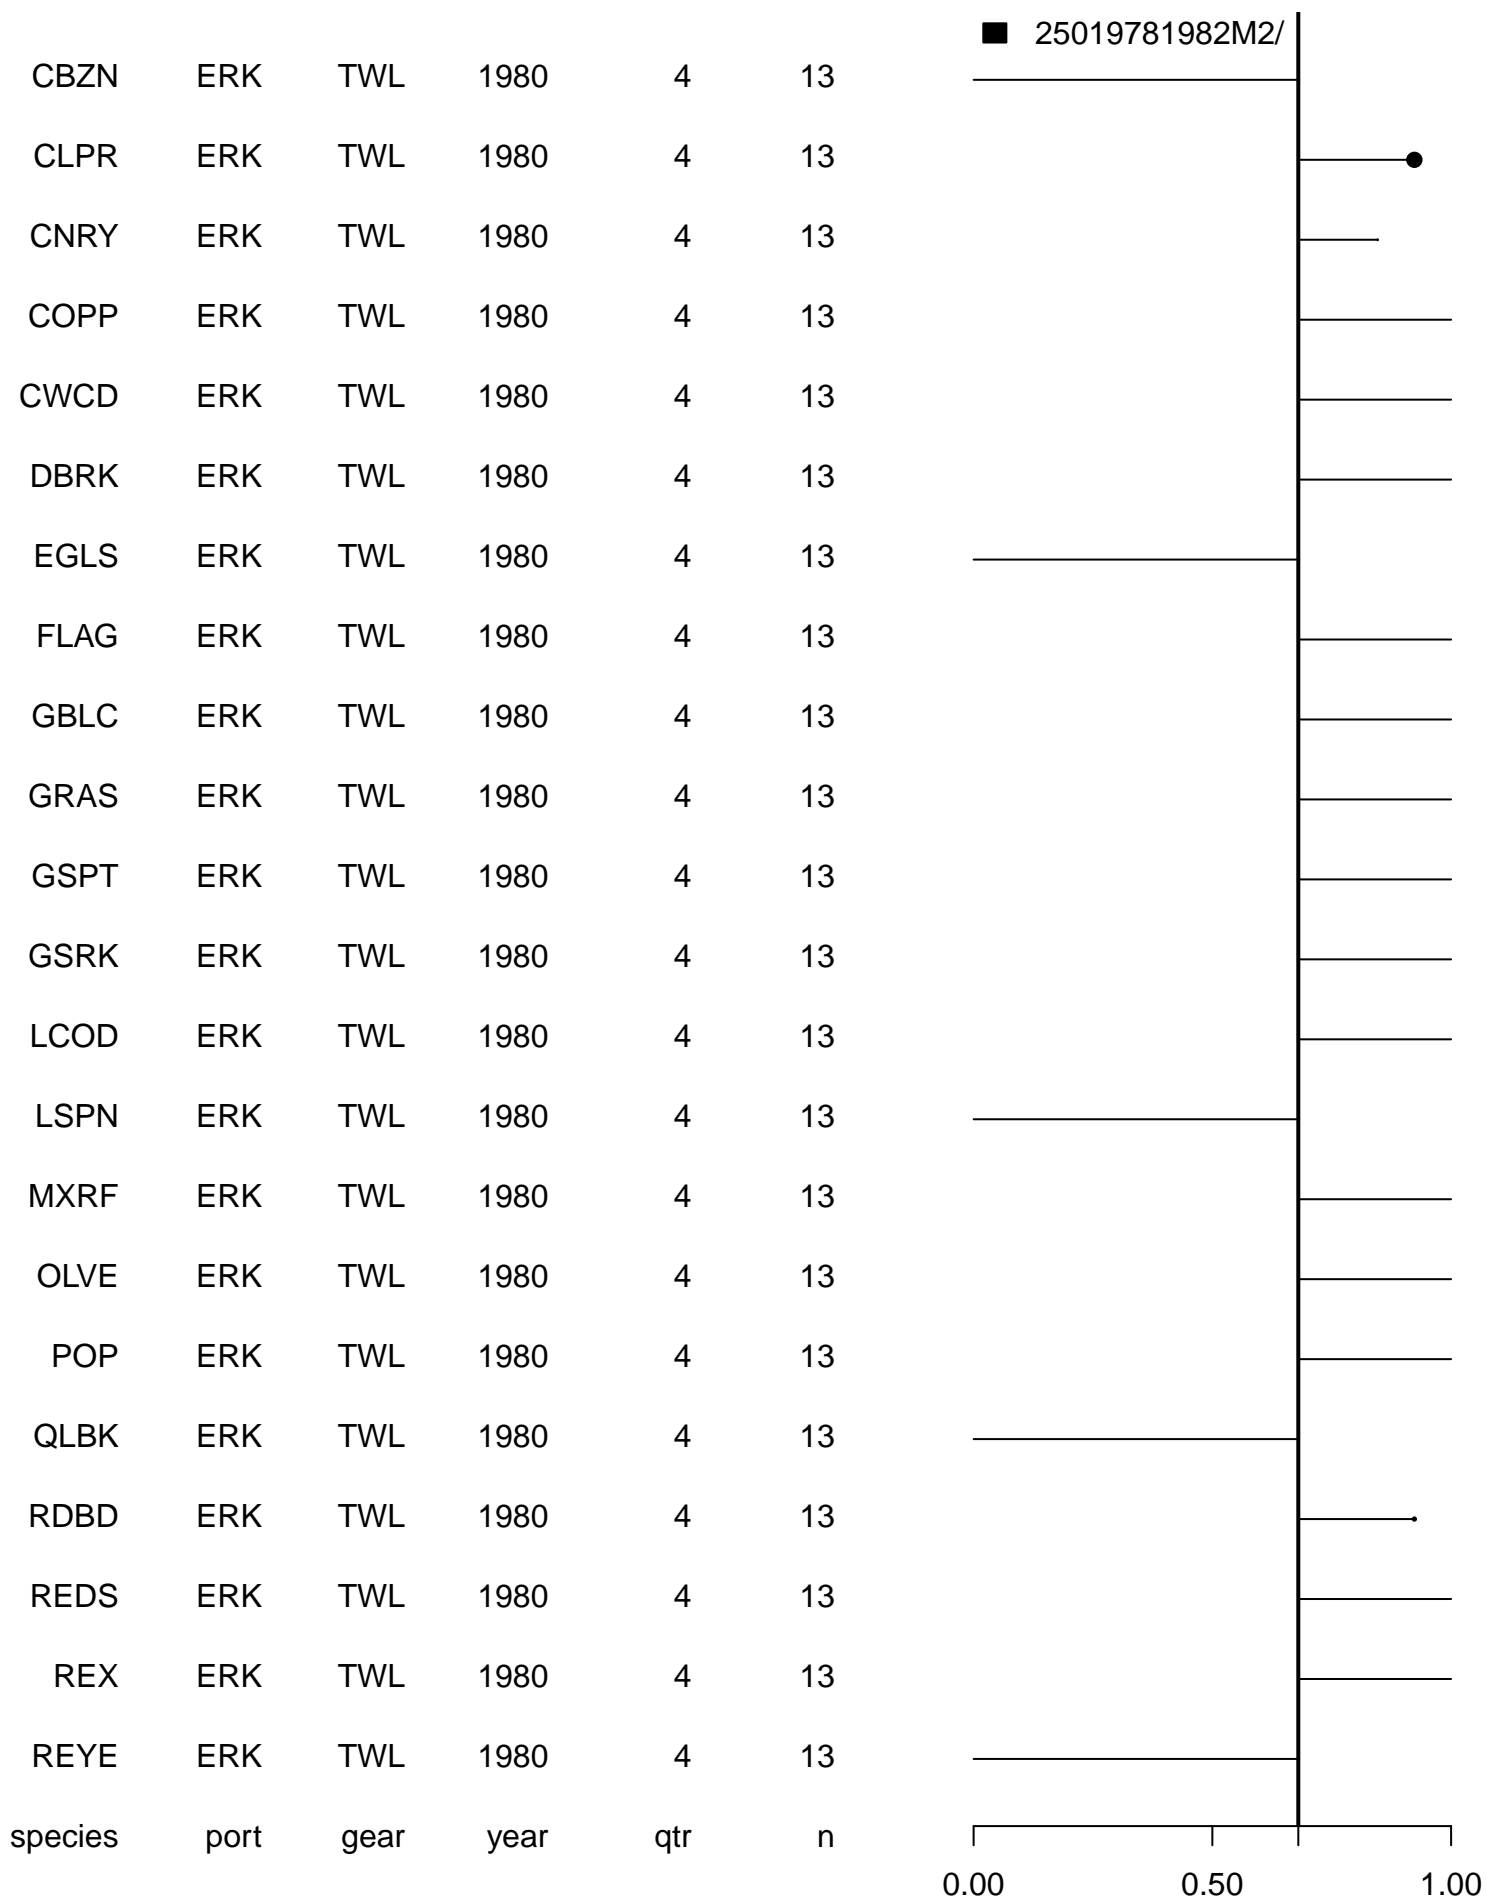 25019781982M2/
CBZN ERK TWL 1980 4 13
CLPR ERK TWL 1980 4 13
CNRY ERK TWL 1980 4 13
COPP ERK TWL 1980 4 13
CWCD ERK TWL 1980 4 13
DBRK ERK TWL 1980 4 13
EGLS ERK TWL 1980 4 13
FLAG ERK TWL 1980 4 13
GBLC ERK TWL 1980 4 13
GRAS ERK TWL 1980 4 13
GSPT ERK TWL 1980 4 13
GSRK ERK TWL 1980 4 13
LCOD ERK TWL 1980 4 13
LSPN ERK TWL 1980 4 13
MXRF ERK TWL 1980 4 13
OLVE ERK TWL 1980 4 13
POP ERK TWL 1980 4 13
QLBK ERK TWL 1980 4 13
RDBD ERK TWL 1980 4 13
REDS ERK TWL 1980 4 13
REX ERK TWL 1980 4 13
REYE ERK TWL 1980 4 13
species port gear year qtr n
0.00 0.50 1.00